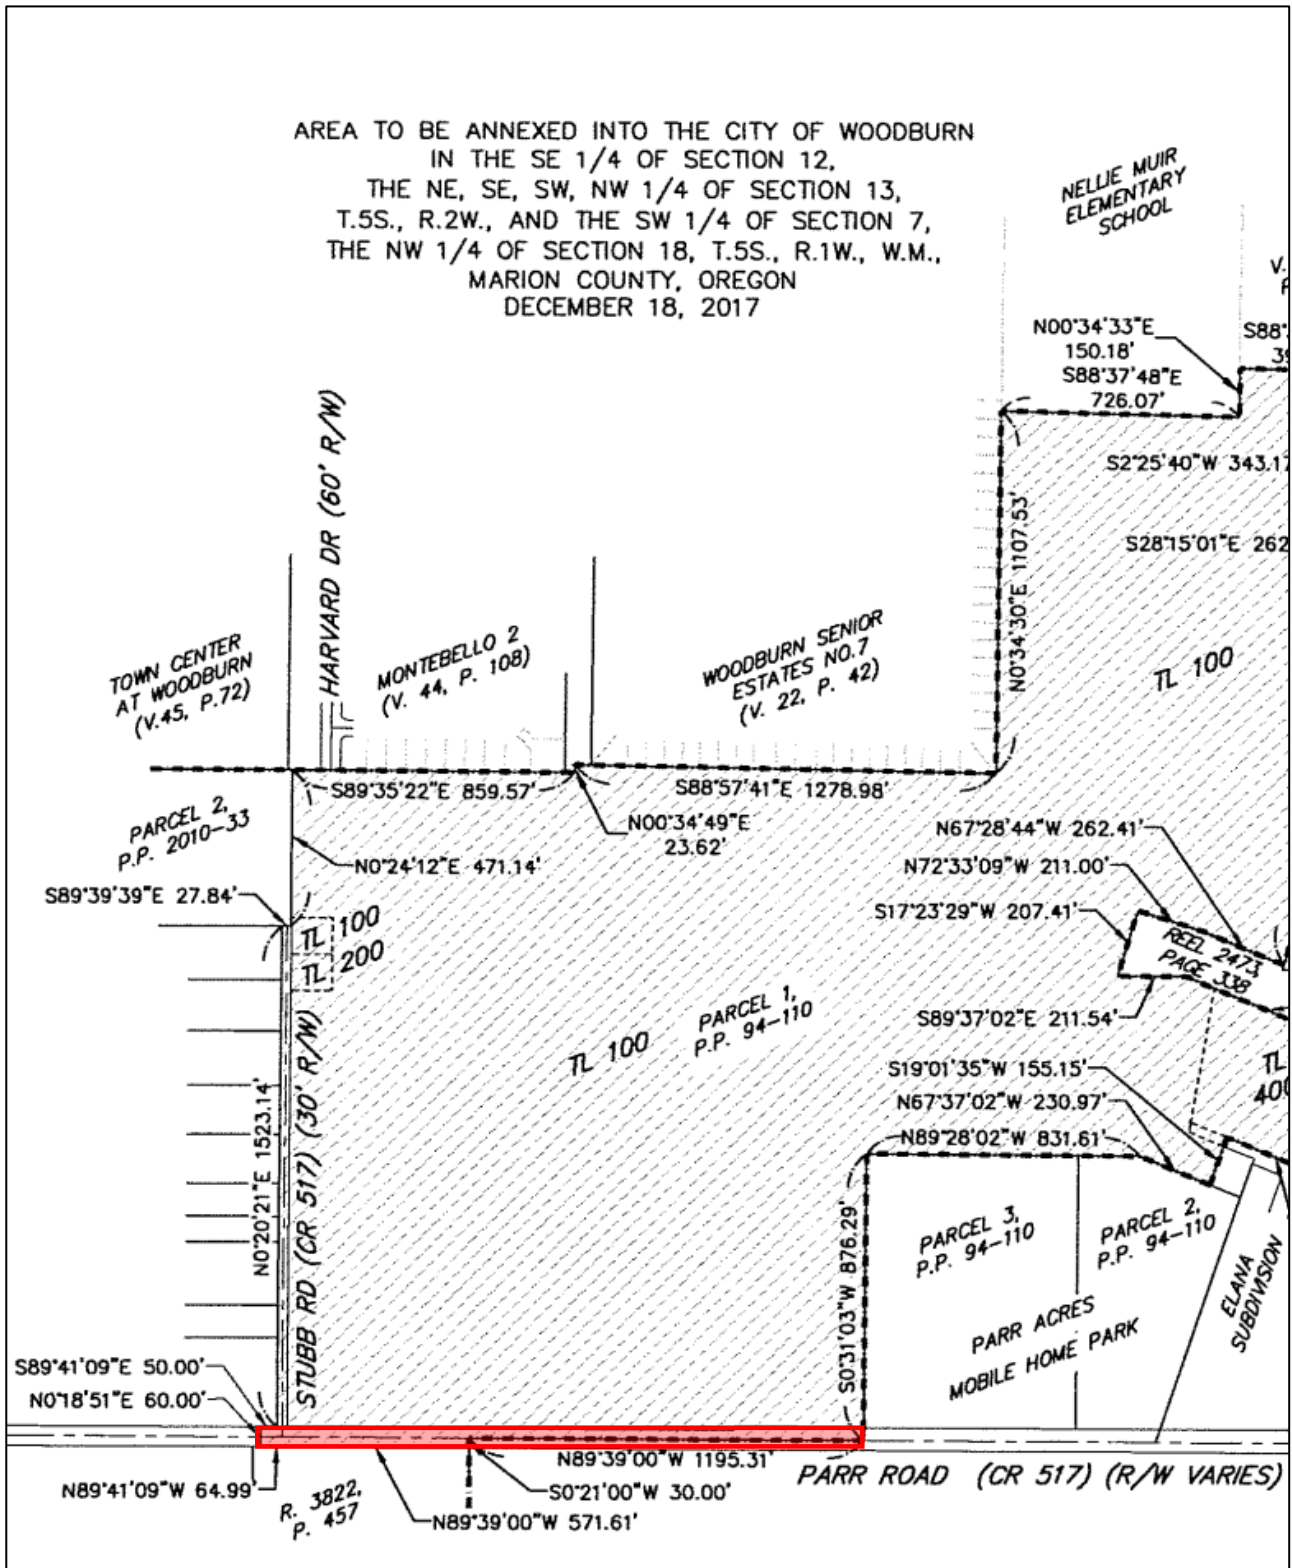 AREA TO BE ANNEXED INTO THE CITY OF WOODBURN
IN THE SE 1/4 OF SECTION 12,
THE NE, SE, SW, NW 1/4 OF SECTION 13,
T.5S., R.2W., AND THE SW 1/4 OF SECTION 7,
THE NW 1/4 OF SECTION 18, T.5S., R.1W., W.M.,
MARION COUNTY, OREGON
DECEMBER 18, 2017
NELLIE MUIR
ELEMENTARY
SCHOOL
V.
N00°34'33"E
150.18'
S88°
39
S88°37'48"E
726.07'
HARVARD DR (60' R/W)
S2°25'40"W 343.17
N0°34'30"E 1107.53'
S28°15'01"E 262
TOWN CENTER
AT WOODBURN
(V.45, P.72)
MONTEBELLO 2
(V. 44, P. 108)
WOODBURN SENIOR
ESTATES NO.7
(V. 22, P. 42)
TL 100
S89°35'22"E 859.57'
S88°57'41"E 1278.98'
PARCEL 2,
P.P. 2010-33
N00°34'49"E
23.62'
N67°28'44"W 262.41'
N0°24'12"E 471.14'
N72°33'09"W 211.00'
S89°39'39"E 27.84'
S17°23'29"W 207.41'
TL 100
TL 200
REEL 2473,
PAGE 338
PARCEL 1,
P.P. 94-110
S89°37'02"E 211.54'
TL 100
S19°01'35"W 155.15'
TL
400
N67°37'02"W 230.97'
N89°28'02"W 831.61'
N0°20'21"E 1523.14'
STUBB RD (CR 517) (30' R/W)
S0°31'03"W 876.29'
PARCEL 3,
P.P. 94-110
PARCEL 2,
P.P. 94-110
ELANA
SUBDIVISION
PARR ACRES
MOBILE HOME PARK
S89°41'09"E 50.00'
N0°18'51"E 60.00'
N89°39'00"W 1195.31'
PARR ROAD (CR 517) (R/W VARIES)
N89°41'09"W 64.99'
S0°21'00"W 30.00'
R. 3822,
P. 457
N89°39'00"W 571.61'